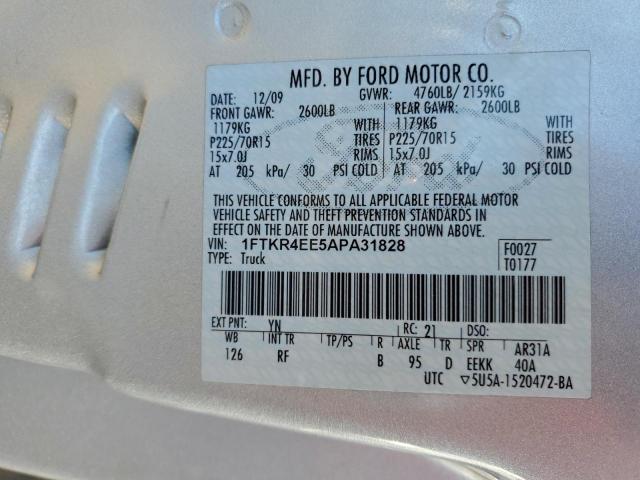 MFD. BY FORD MOTOR CO.
DATE: 12/09 GVWR: 4760LB/ 2159KG
FRONT GAWR: 2600LB REAR GAWR: 2600LB
1179KG WITH 1179KG WITH
P225/70R15 TIRES P225/70R15 TIRES
15x7.0J RIMS 15x7.0J RIMS
AT 205 kPa/ 30 PSI COLD AT 205 kPa/ 30 PSI COLD
THIS VEHICLE CONFORMS TO ALL APPLICABLE FEDERAL MOTOR
VEHICLE SAFETY AND THEFT PREVENTION STANDARDS IN
EFFECT ON THE DATE OF MANUFACTURE SHOWN ABOVE.
VIN: 1FTKR4EE5APA31828 F0027
TYPE: Truck T0177
EXT PNT: YN RC: 21 DSO:
WB INT TR TP/PS R AXLE TR SPR AR31A
126 RF B 95 D EEKK 40A
UTC ▽5U5A-1520472-BA